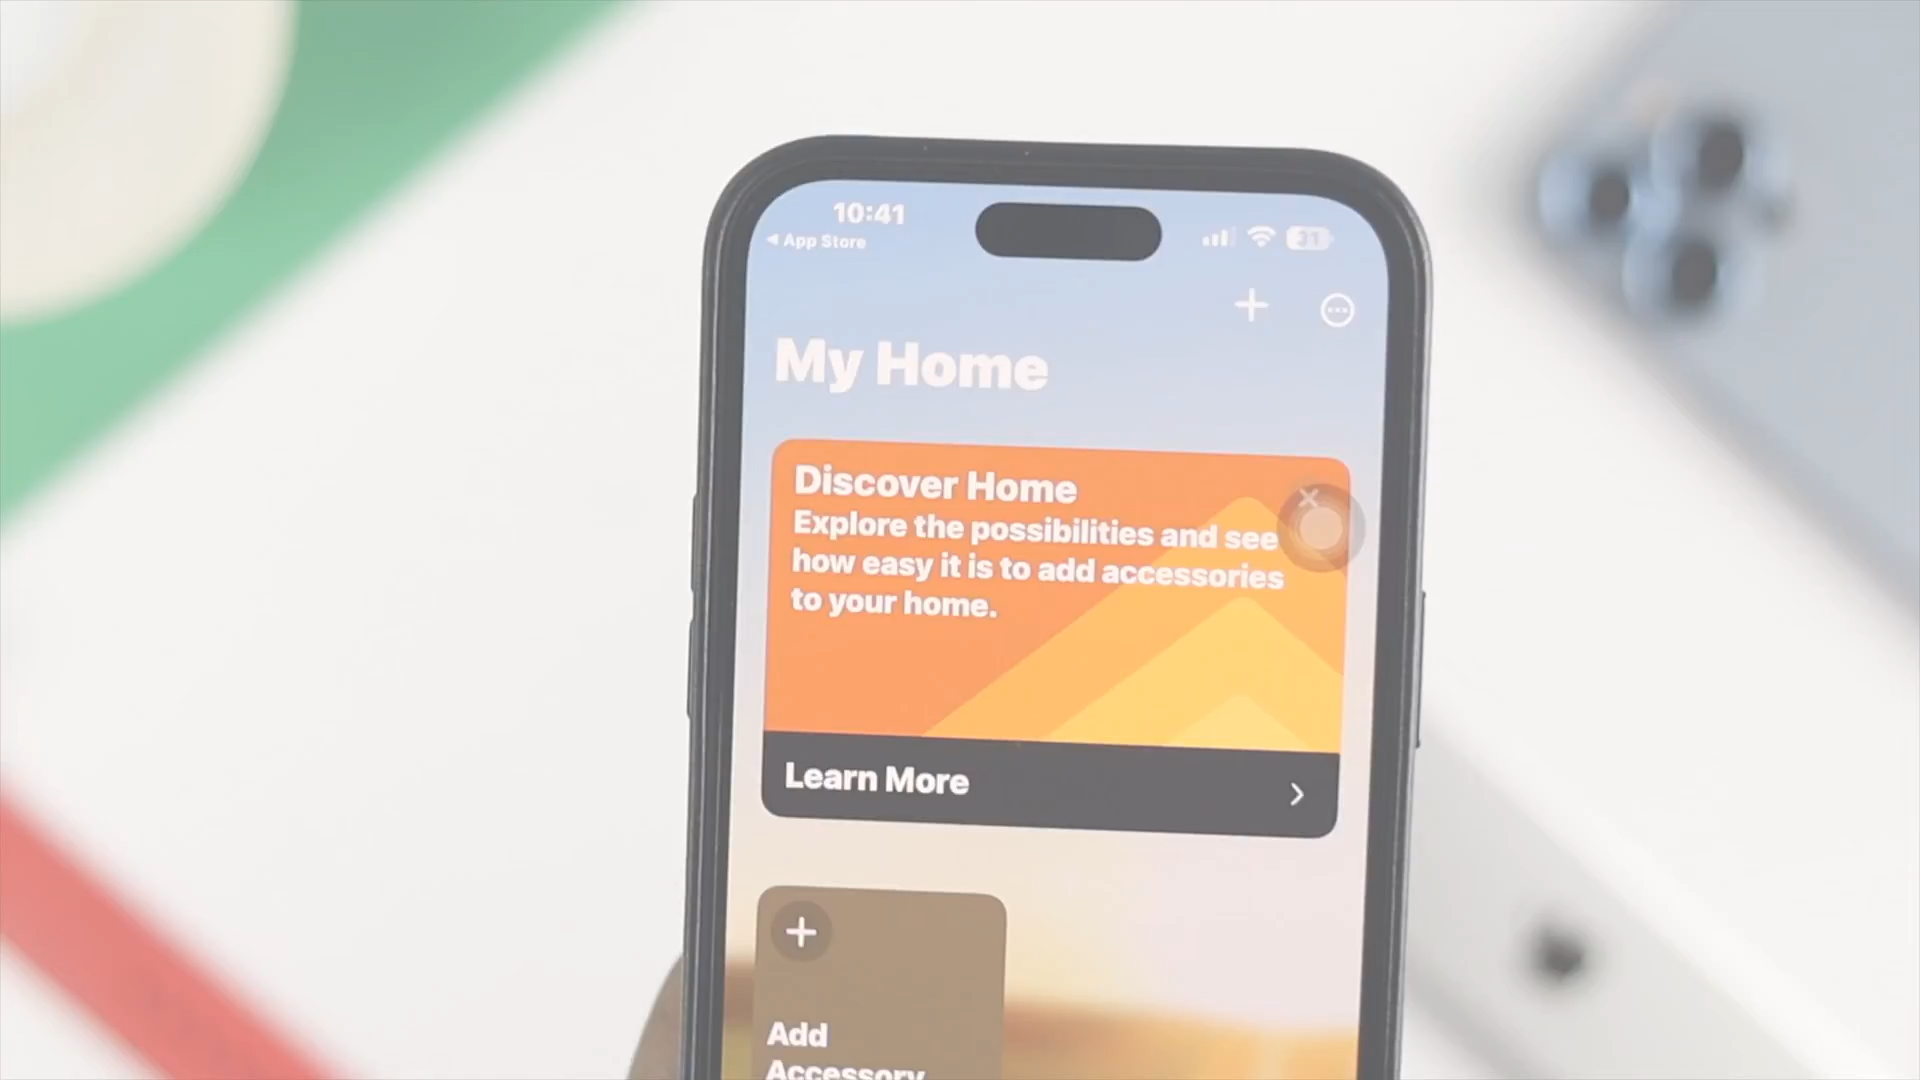 10:41
◀ App Store
31
My Home
Discover Home
Explore the possibilities and see
how easy it is to add accessories
to your home.
Learn More
Add
Accessory